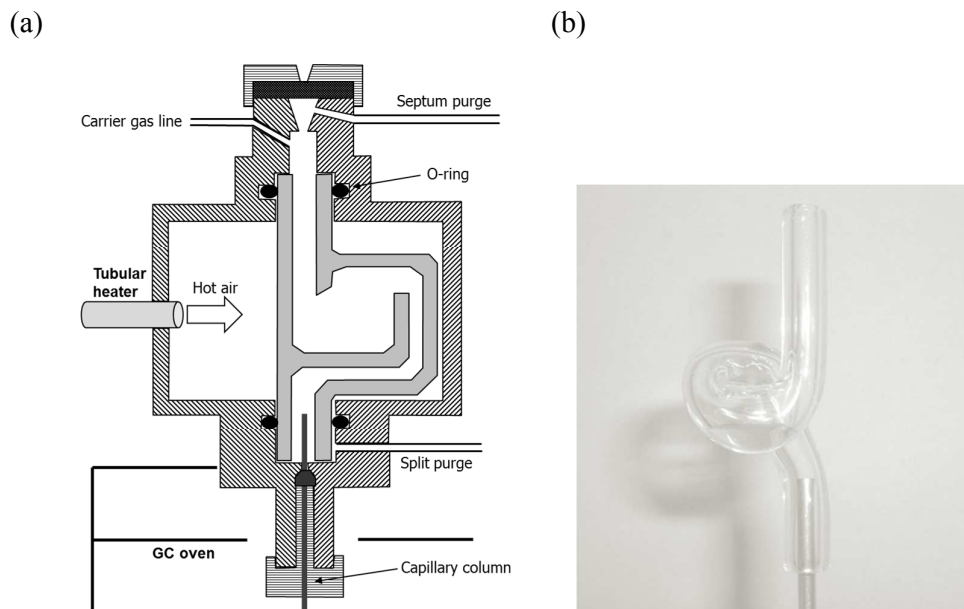 (a)
(b)
Septum purge
Carrier gas line
O-ring
Tubular
heater
Hot air
Split purge
GC oven
Capillary column